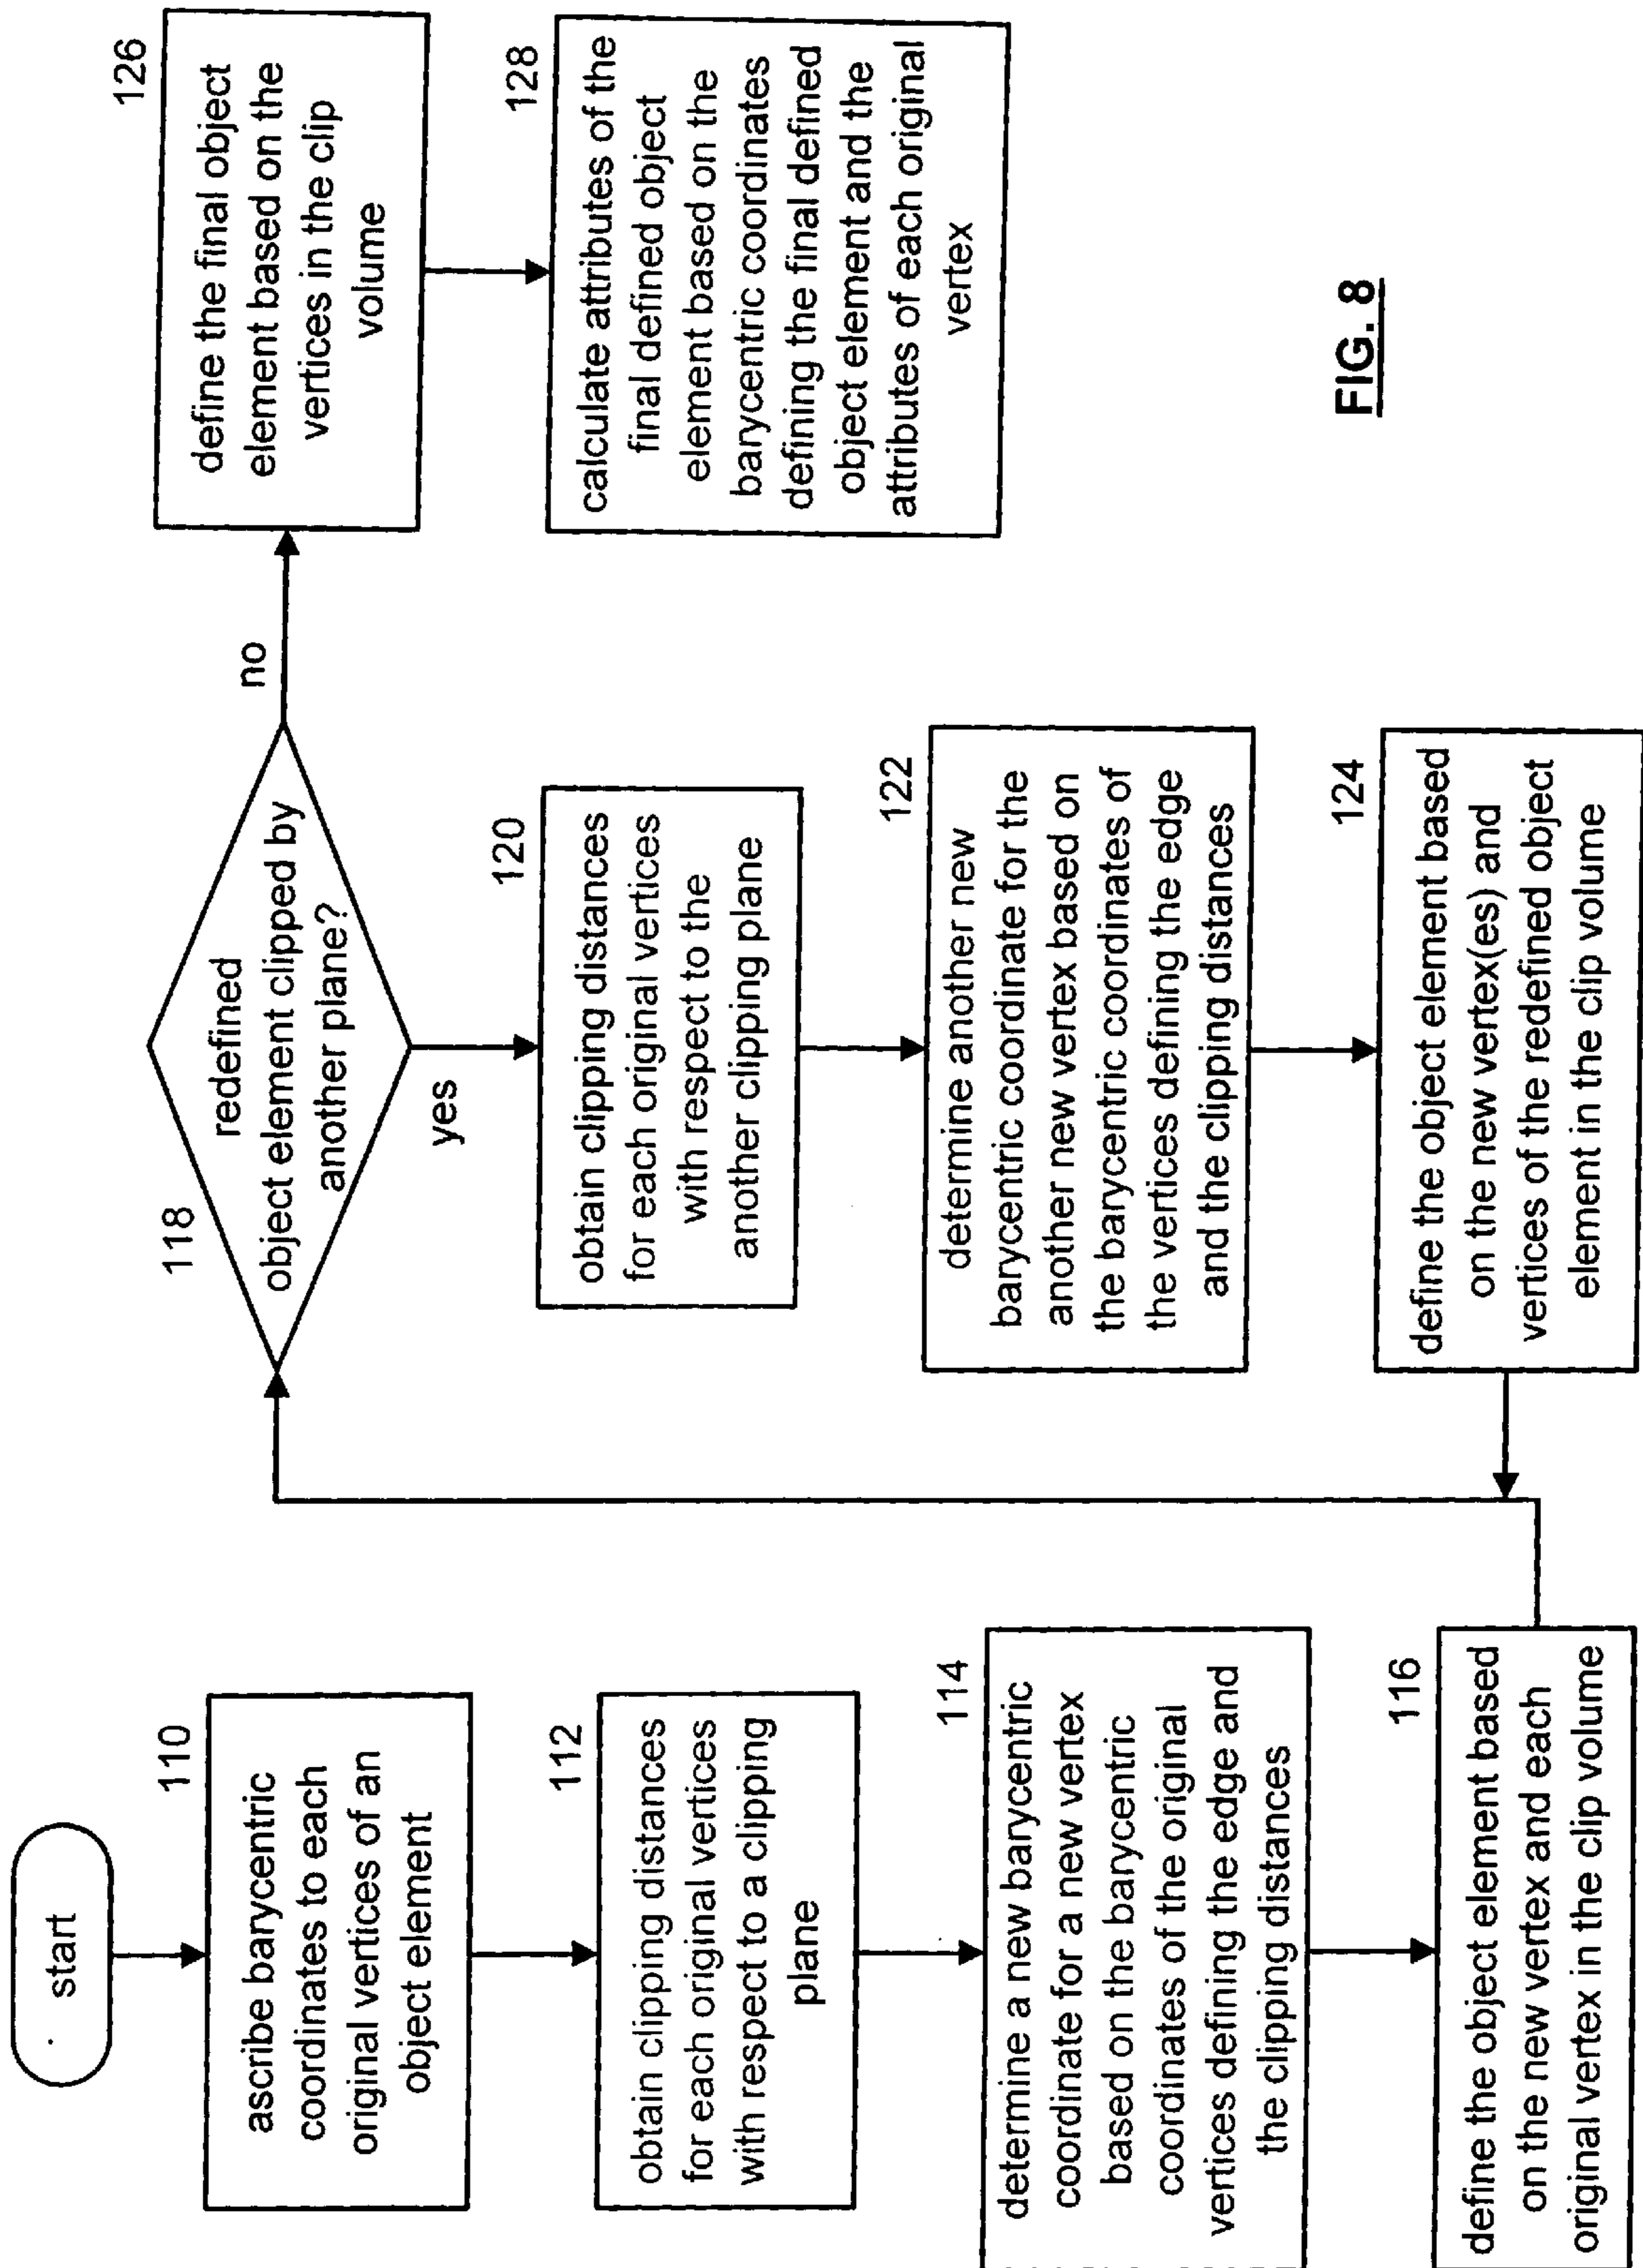 start
110
ascribe barycentric
coordinates to each
original vertices of an
object element
112
obtain clipping distances
for each original vertices
with respect to a clipping
plane
114
determine a new barycentric
coordinate for a new vertex
based on the barycentric
coordinates of the original
vertices defining the edge and
the clipping distances
116
define the object element based
on the new vertex and each
original vertex in the clip volume
118
redefined
object element clipped by
another plane?
yes
no
120
obtain clipping distances
for each original vertices
with respect to the
another clipping plane
122
determine another new
barycentric coordinate for the
another new vertex based on
the barycentric coordinates of
the vertices defining the edge
and the clipping distances
124
define the object element based
on the new vertex(es) and
vertices of the redefined object
element in the clip volume
126
define the final object
element based on the
vertices in the clip
volume
128
calculate attributes of the
final defined object
element based on the
barycentric coordinates
defining the final defined
object element and the
attributes of each original
vertex
FIG. 8